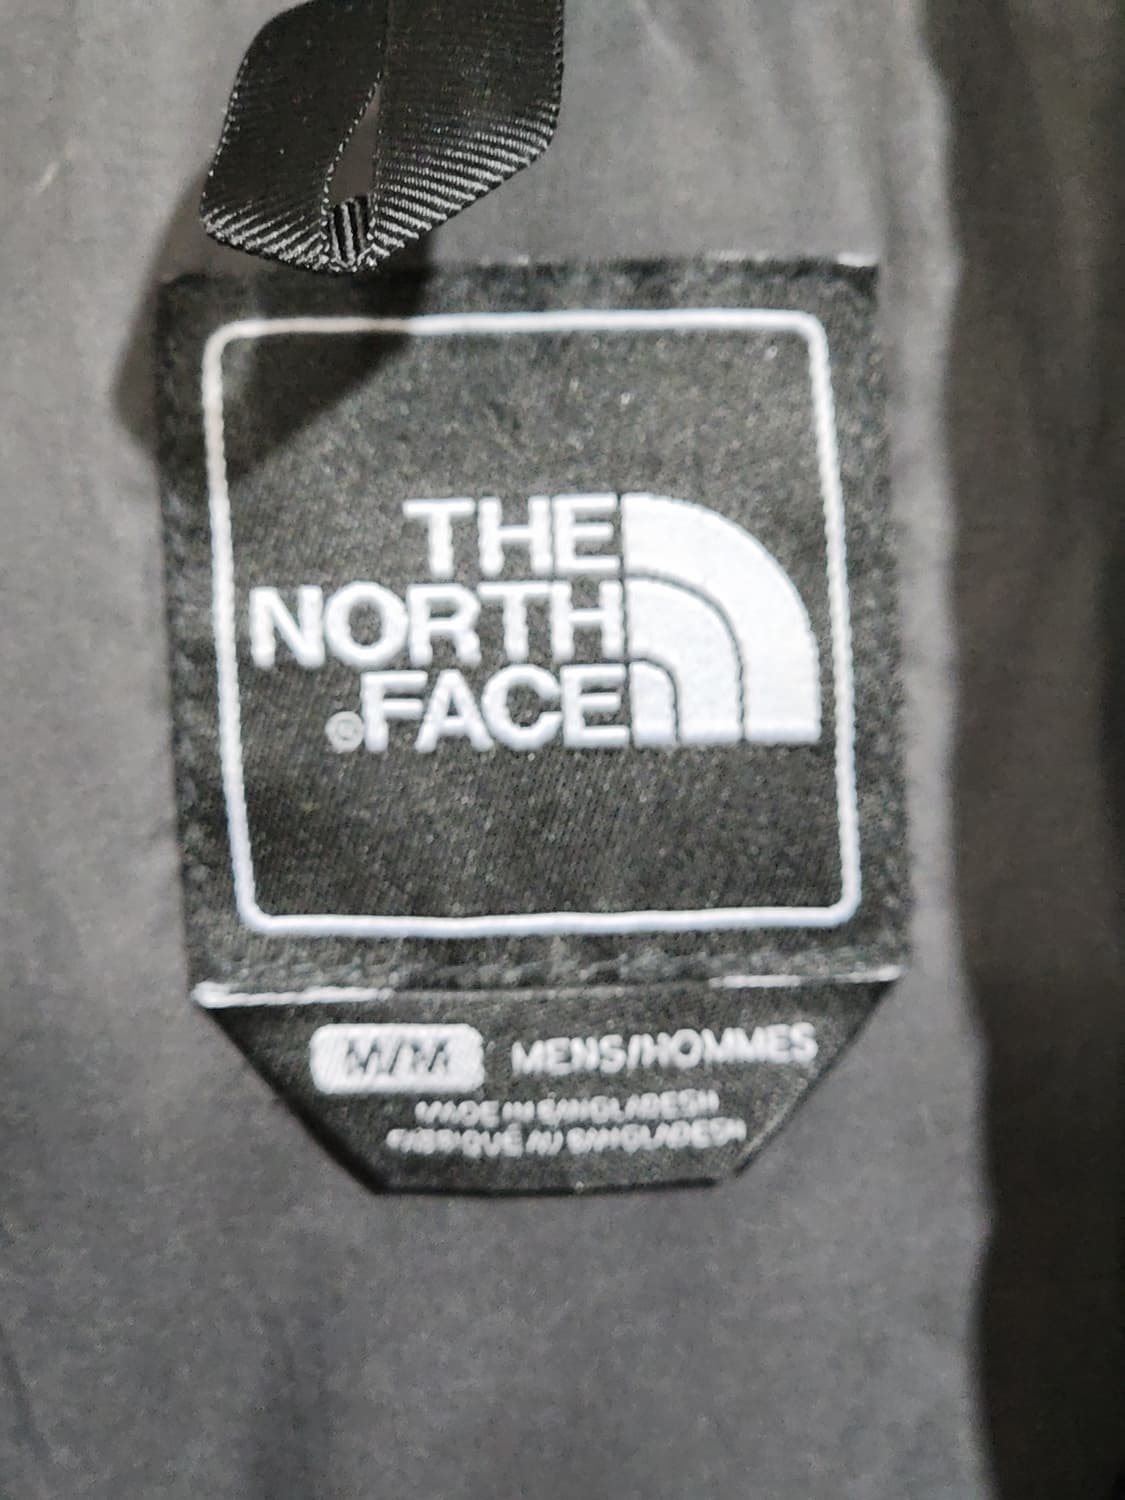 THE
NORTH
®FACE
M/M MENS/HOMMES
MADE IN BANGLADESH
FABRIQUÉ AU BANGLADESH